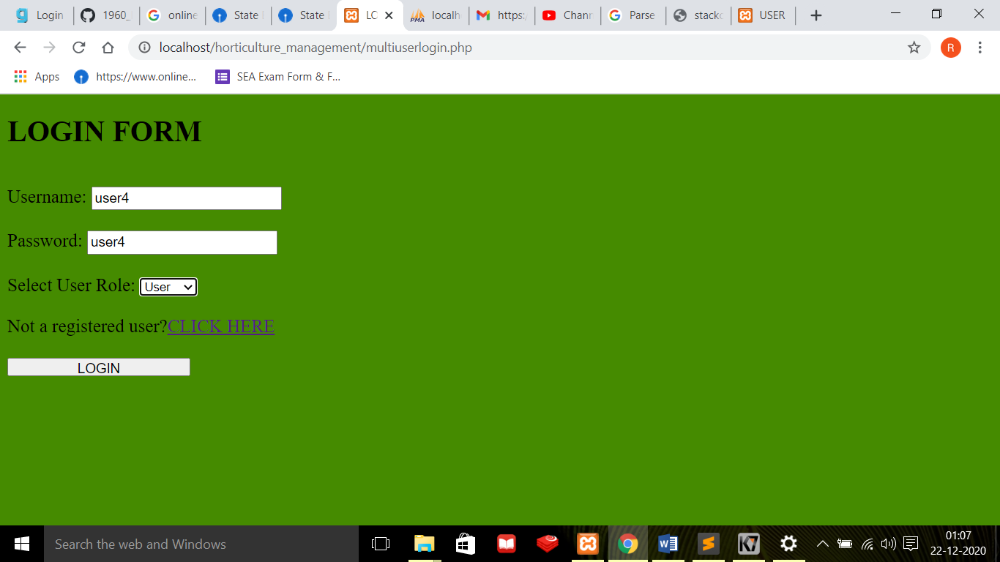 Login
1960_
online
State
State
LO
localh
https:/
Chann
Parse
stacko
USER
localhost/horticulture_management/multiuserlogin.php
R
Apps
https://www.online...
SEA Exam Form & F...
LOGIN FORM
Username: user4
Password: user4
Select User Role: User
Not a registered user?CLICK HERE
LOGIN
Search the web and Windows
01:07
22-12-2020